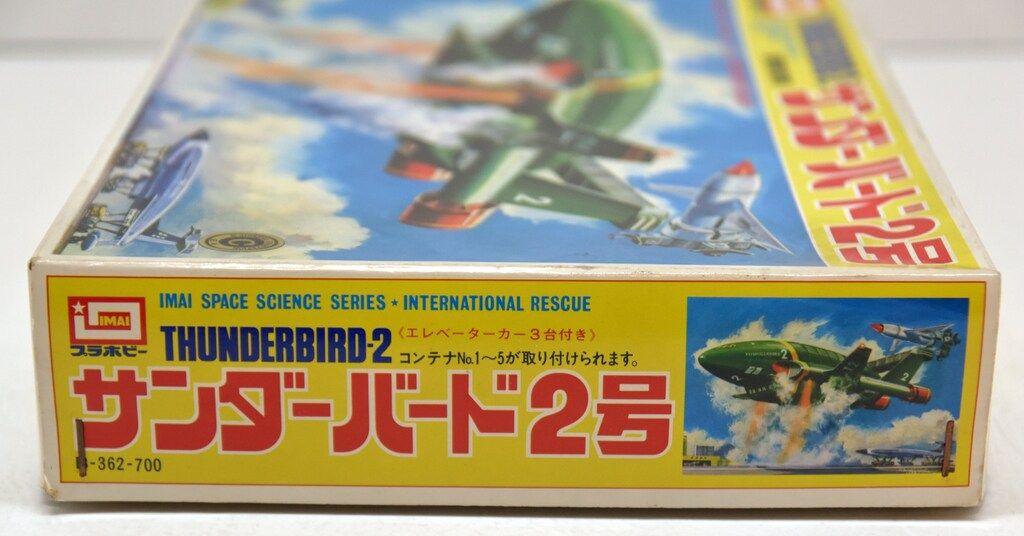 サンダーバード2号
2
IMAI
プラホビー
IMAI SPACE SCIENCE SERIES ★ INTERNATIONAL RESCUE
THUNDERBIRD-2 《エレベーターカー3台付き》
コンテナNo.1〜5が取り付けられます。
サンダーバード2号
-362-700
2
2